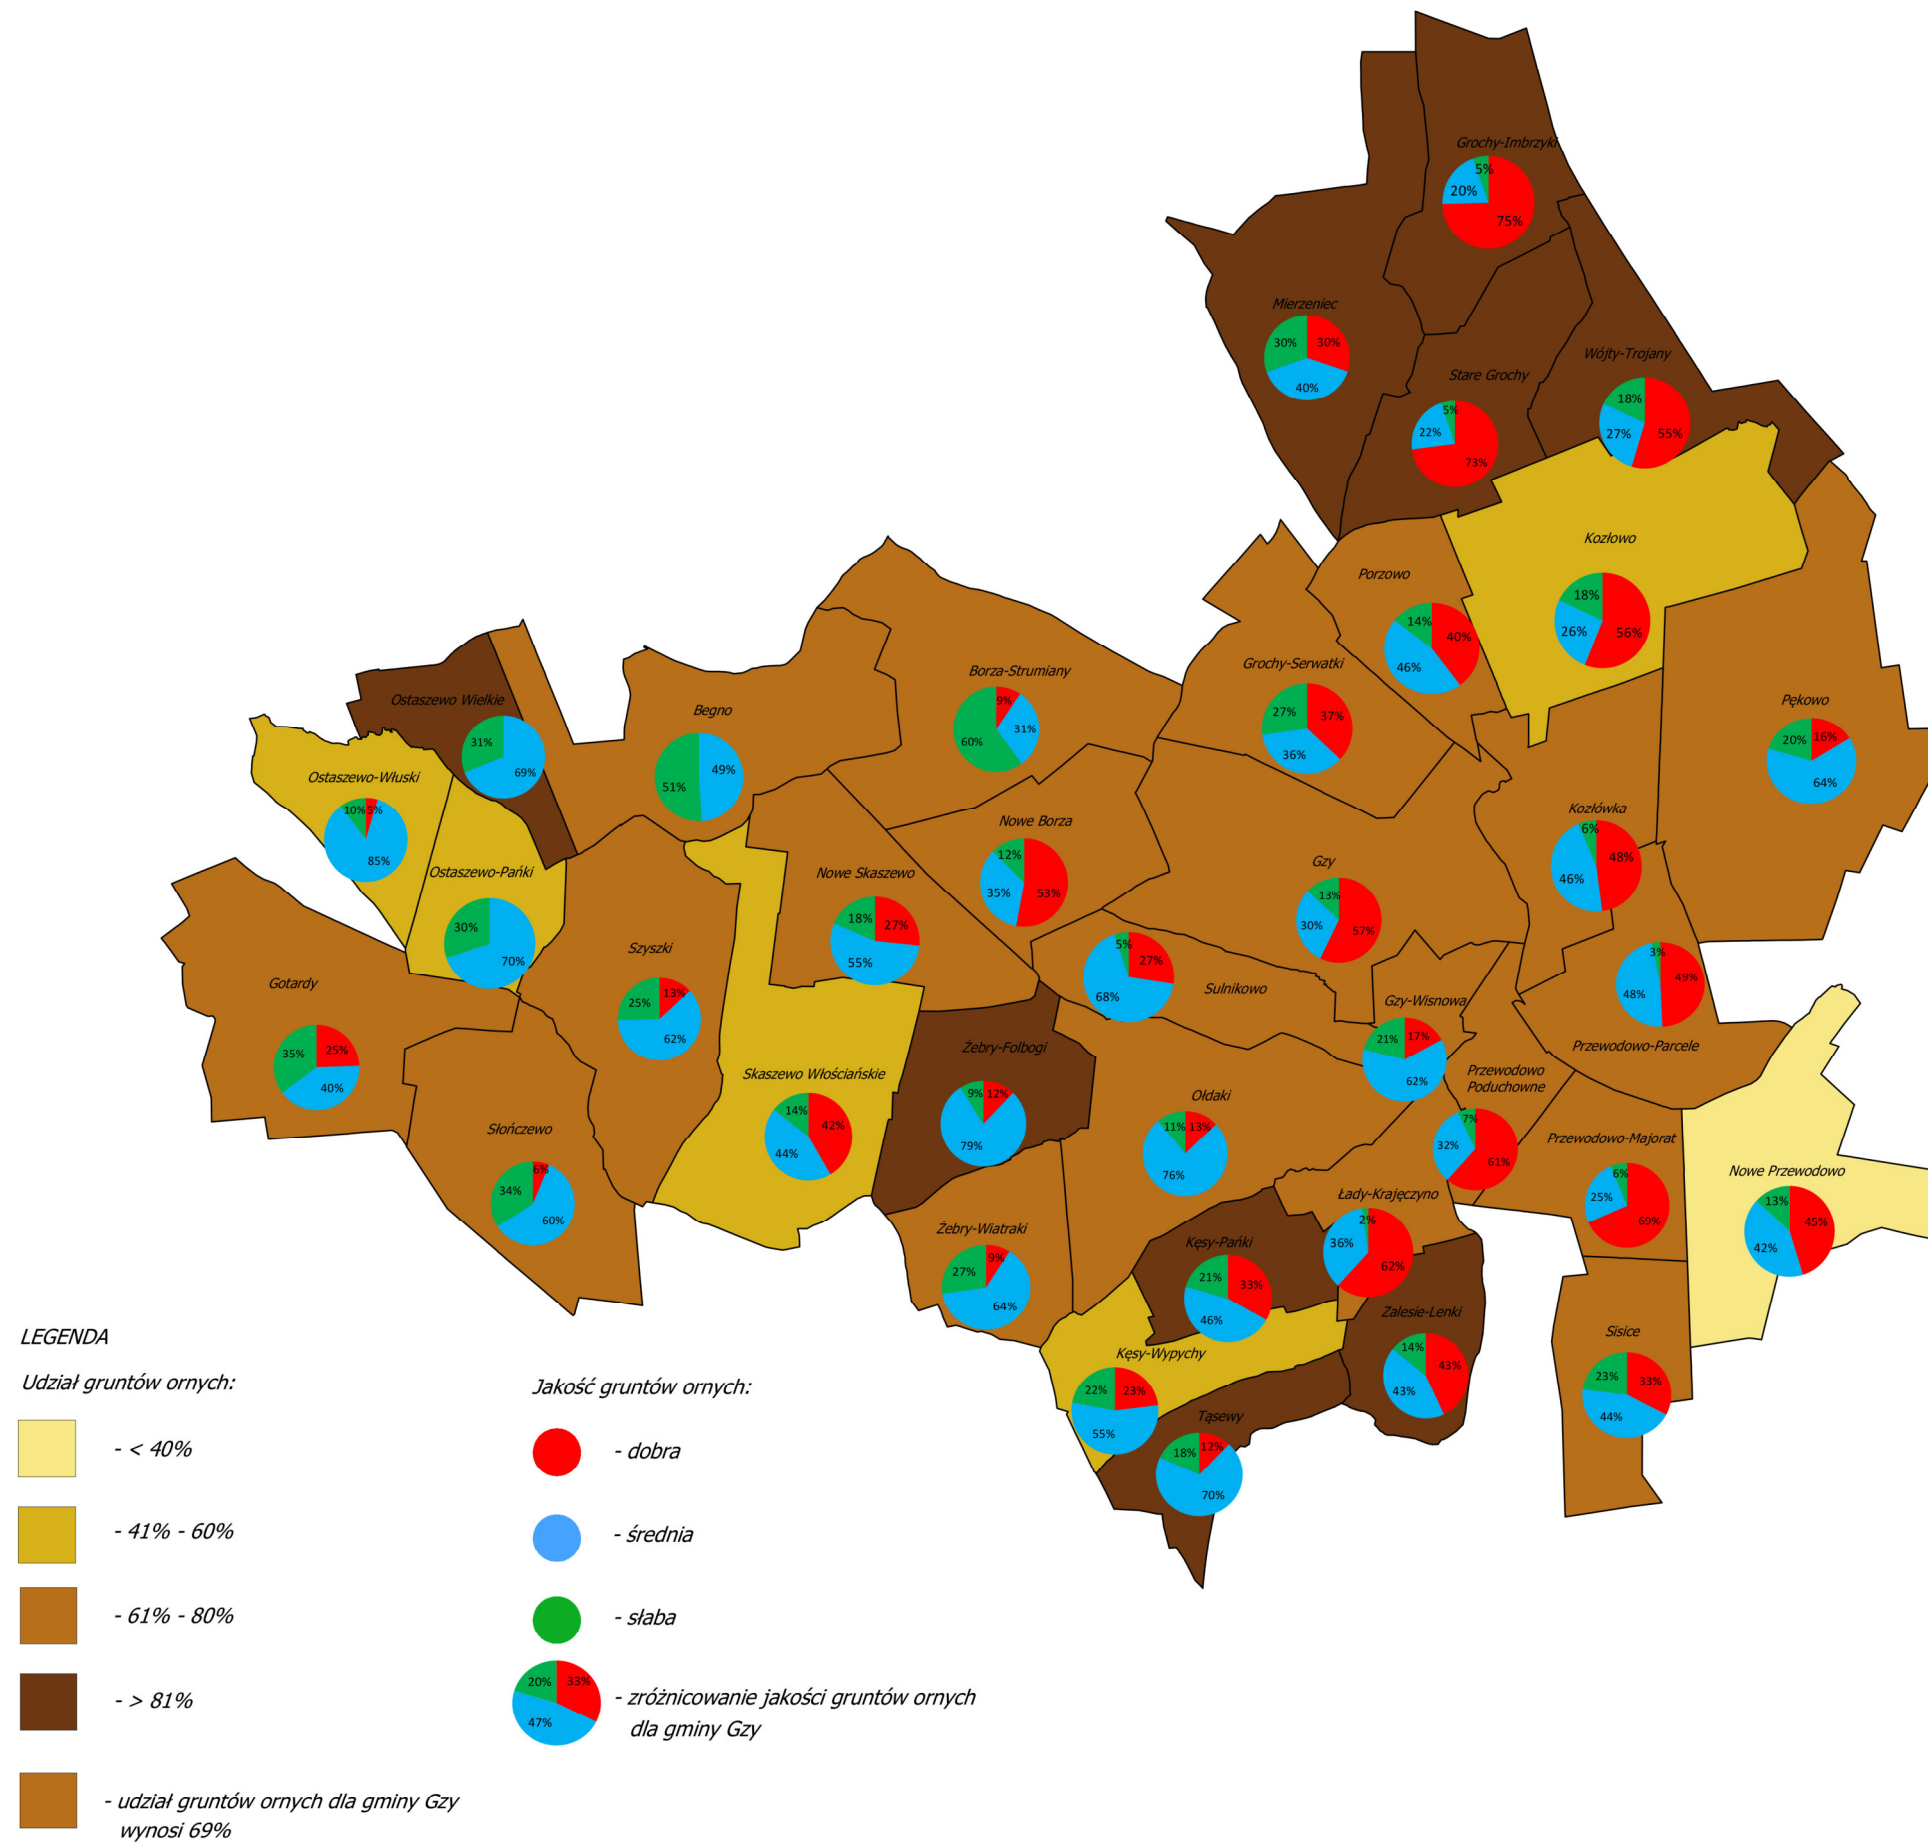 Grochy-Imbrzyki
5%
20%
75%
Mierzeniec
30%
30%
40%
Stare Grochy
5%
22%
73%
Wójty-Trojany
18%
27%
55%
Kozłowo
18%
26%
56%
Porzowo
14%
40%
46%
Grochy-Serwatki
27%
37%
36%
Borza-Strumiany
9%
31%
60%
Begno
49%
51%
Ostaszewo Wielkie
31%
69%
Ostaszewo-Włuski
10%
5%
85%
Ostaszewo-Pańki
30%
70%
Pękowo
20%
16%
64%
Kozłówka
6%
48%
46%
Nowe Borza
12%
35%
53%
Gzy
13%
30%
57%
Nowe Skaszewo
18%
27%
55%
Szyszki
25%
13%
62%
Gotardy
35%
25%
40%
Sulnikowo
5%
27%
68%
Gzy-Wisnowa
21%
17%
62%
3%
49%
48%
Przewodowo-Parcele
Żebry-Folbogi
9%
12%
79%
Skaszewo Włościańskie
14%
42%
44%
Przewodowo
Poduchowne
7%
32%
61%
Ołdaki
11%
13%
76%
Słończewo
6%
34%
60%
Przewodowo-Majorat
6%
25%
69%
Nowe Przewodowo
13%
45%
42%
Łady-Krajęczyno
2%
36%
62%
Żebry-Wiatraki
9%
27%
64%
Kęsy-Pańki
21%
33%
46%
Zalesie-Lenki
14%
43%
43%
Sisice
23%
33%
44%
Kęsy-Wypychy
22%
23%
55%
Tąsewy
18%
12%
70%
LEGENDA
Udział gruntów ornych:
- < 40%
- 41% - 60%
- 61% - 80%
- > 81%
- udział gruntów ornych dla gminy Gzy
wynosi 69%
Jakość gruntów ornych:
- dobra
- średnia
- słaba
20%
33%
47%
- zróżnicowanie jakości gruntów ornych
dla gminy Gzy